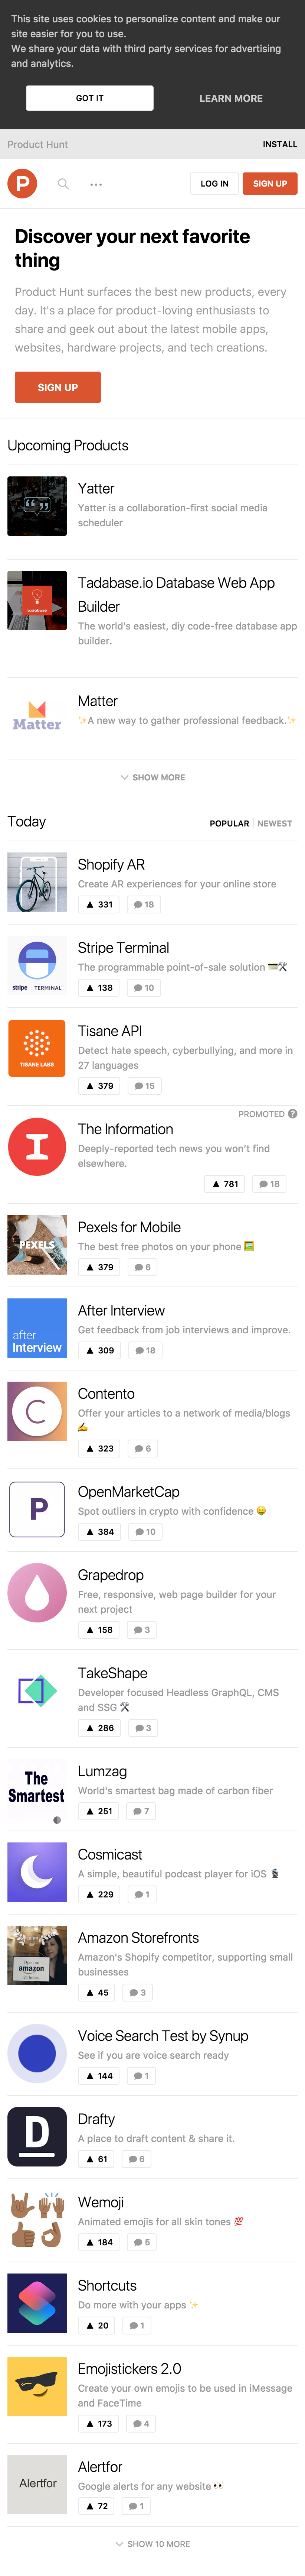 This site uses cookies to personalize content and make our
site easier for you to use.
We share your data with third party services for advertising
and analytics.
GOT IT
LEARN MORE
Product Hunt
INSTALL
P
LOG IN
SIGN UP
Discover your next favorite
thing
Product Hunt surfaces the best new products, every
day. It's a place for product-loving enthusiasts to
share and geek out about the latest mobile apps,
websites, hardware projects, and tech creations.
SIGN UP
Upcoming Products
Yatter
Yatter is a collaboration-first social media
scheduler
Tadabase.io Database Web App
Builder
The world's easiest, diy code-free database app
builder.
Matter
Matter
✨A new way to gather professional feedback.✨
SHOW MORE
Today
POPULAR
NEWEST
Shopify AR
Create AR experiences for your online store
331
18
Stripe Terminal
The programmable point-of-sale solution 💳🛠
stripe TERMINAL
138
10
Tisane API
Detect hate speech, cyberbullying, and more in
27 languages
TISANE LABS
379
15
PROMOTED ?
I
The Information
Deeply-reported tech news you won't find
elsewhere.
781
18
Pexels for Mobile
PEXELS
The best free photos on your phone 🖼
379
6
After Interview
after
Interview
Get feedback from job interviews and improve.
309
18
Contento
C
Offer your articles to a network of media/blogs
✍
323
6
OpenMarketCap
P
Spot outliers in crypto with confidence 🤑
384
10
Grapedrop
Free, responsive, web page builder for your
next project
158
3
TakeShape
Developer focused Headless GraphQL, CMS
and SSG 🛠
286
3
Lumzag
The
Smartest
World's smartest bag made of carbon fiber
251
7
Cosmicast
A simple, beautiful podcast player for iOS 🎙
229
1
Amazon Storefronts
Amazon's Shopify competitor, supporting small
businesses
amazon
45
3
Voice Search Test by Synup
See if you are voice search ready
144
1
Drafty
D
A place to draft content & share it.
61
6
Wemoji
Animated emojis for all skin tones 💯
184
5
Shortcuts
Do more with your apps ✨
20
1
Emojistickers 2.0
Create your own emojis to be used in iMessage
and FaceTime
173
4
Alertfor
Alertfor
Google alerts for any website 👀
72
1
SHOW 10 MORE